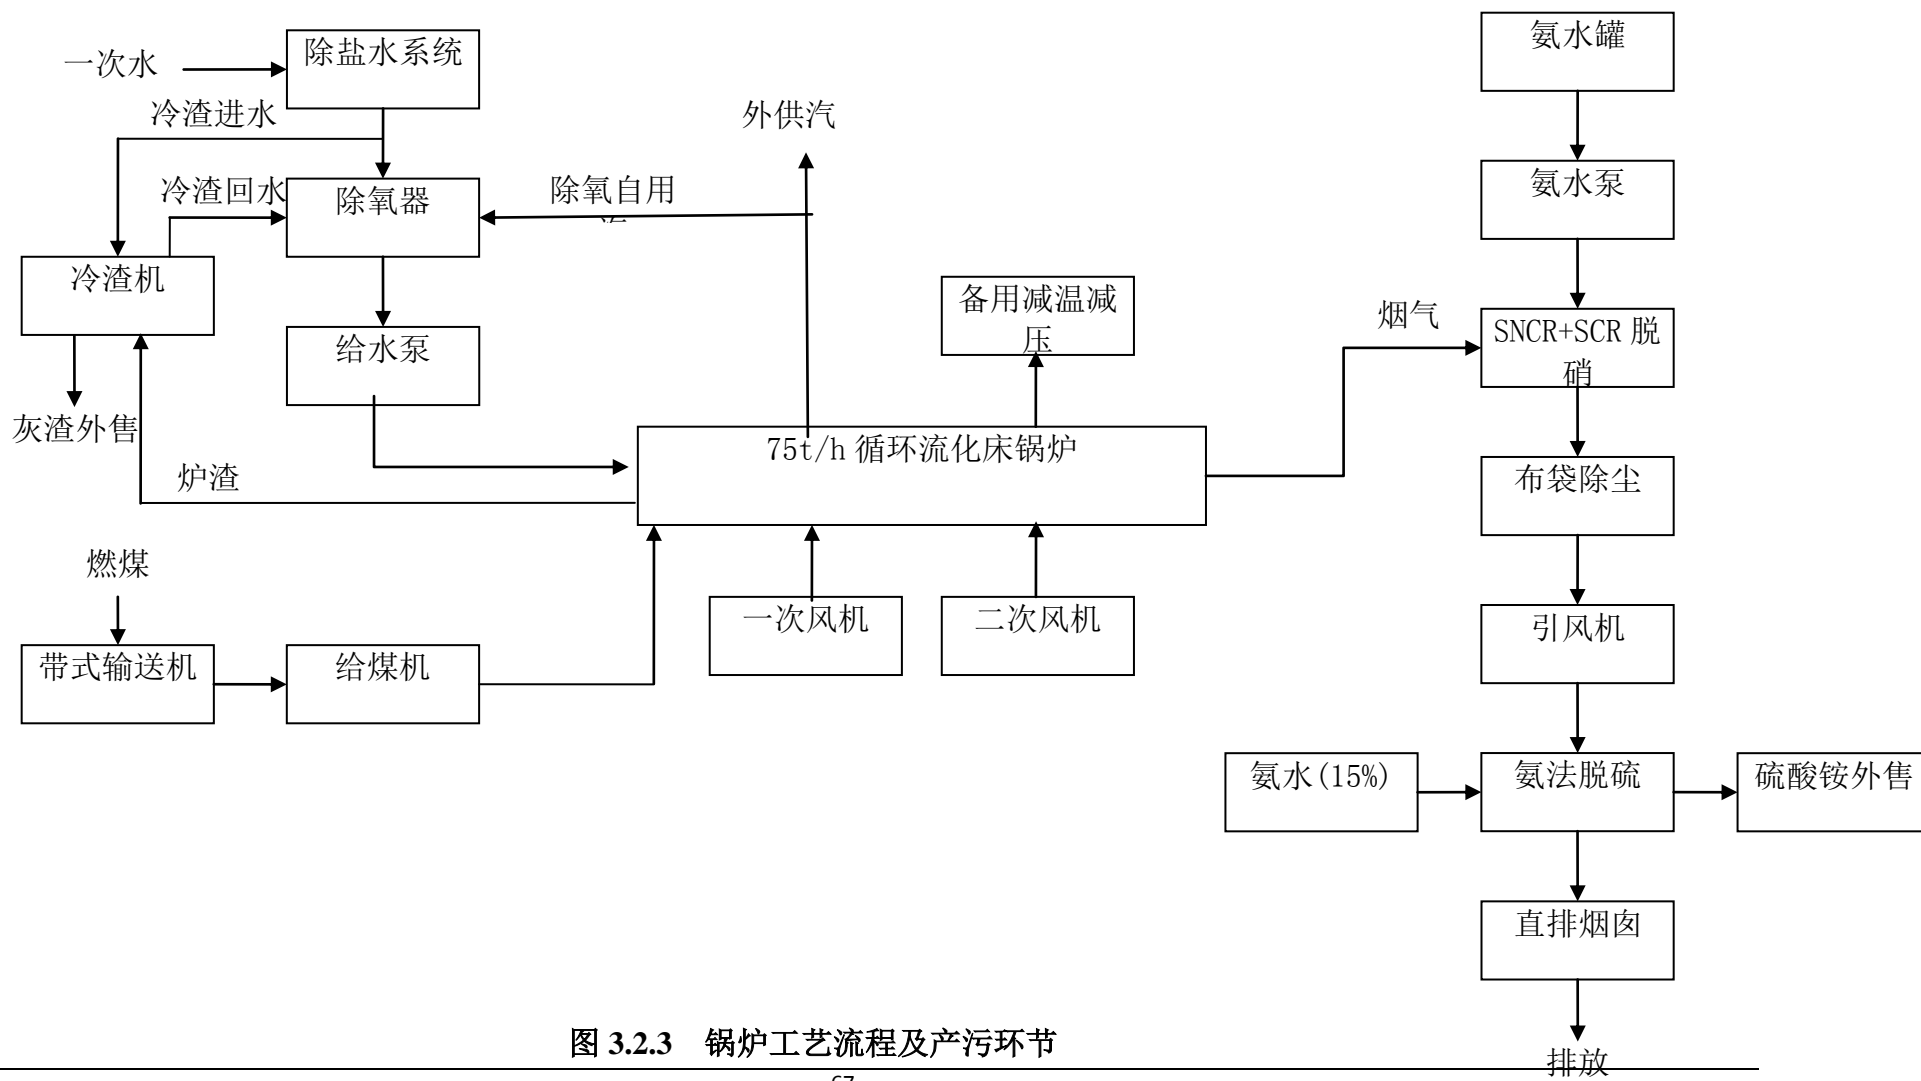 一次水
除盐水系统
氨水罐
冷渣进水
外供汽
冷渣回水
除氧器
除氧自用
氨水泵
冷渣机
备用减温减
压
烟气
SNCR+SCR 脱
硝
给水泵
灰渣外售
75t/h 循环流化床锅炉
炉渣
布袋除尘
燃煤
一次风机
二次风机
引风机
带式输送机
给煤机
氨水(15%)
氨法脱硫
硫酸铵外售
直排烟囱
图 3.2.3 锅炉工艺流程及产污环节
排放
67